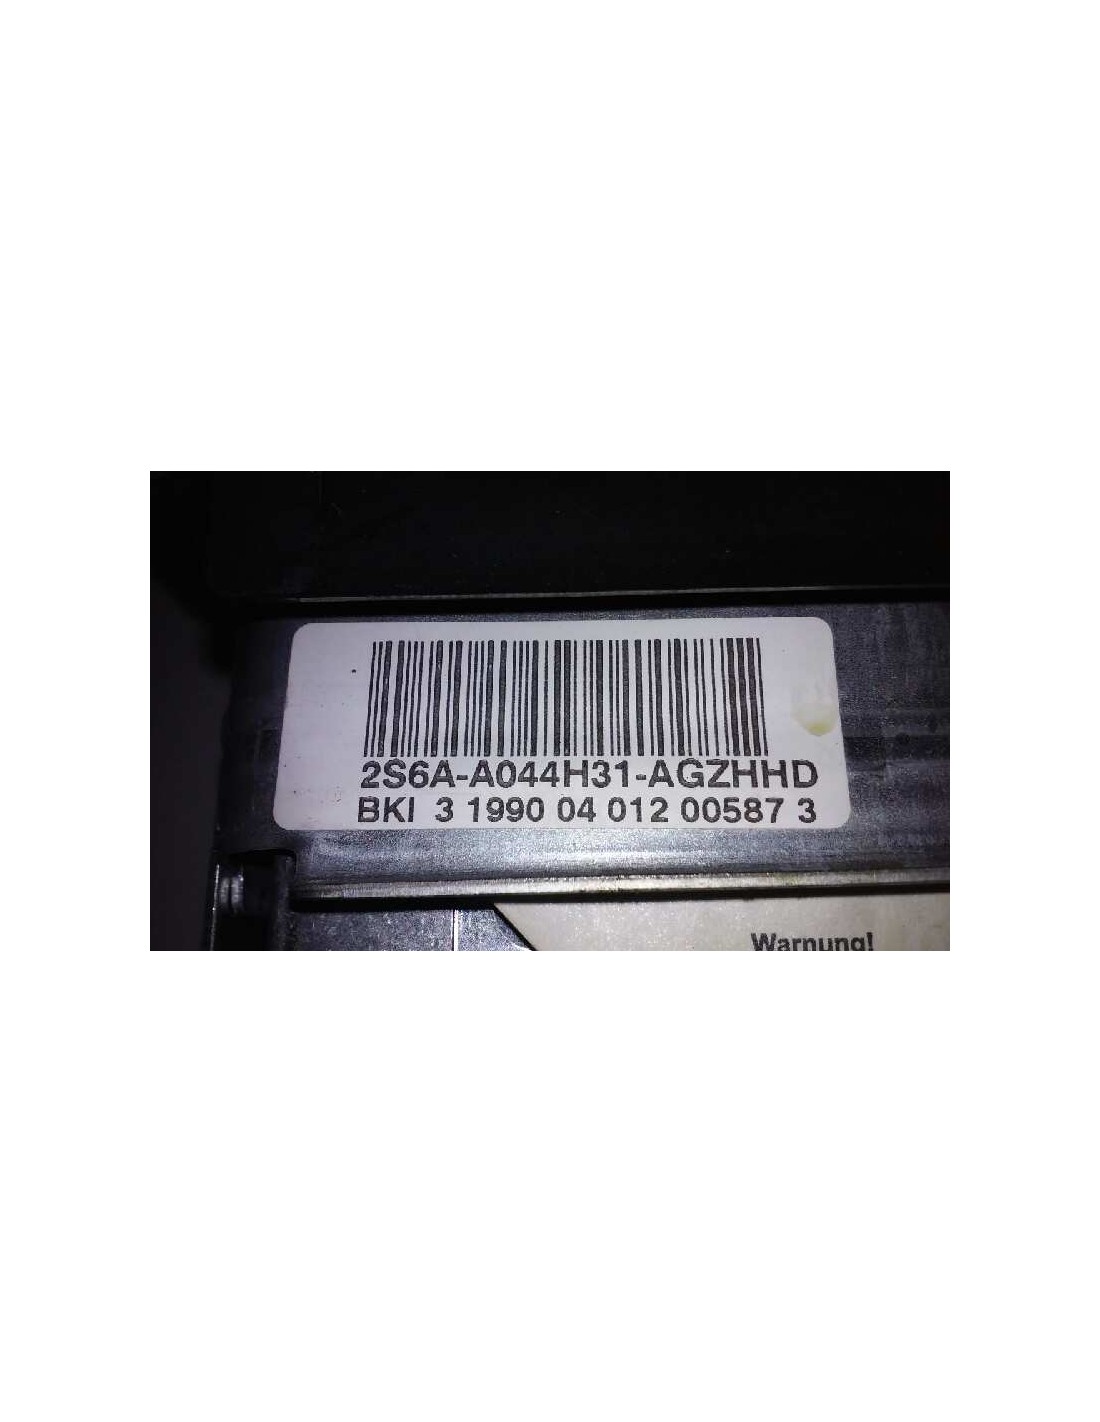 2S6A-A044H31-AGZHHD
BKI 3 1990 04 012 00587 3
Warnung!